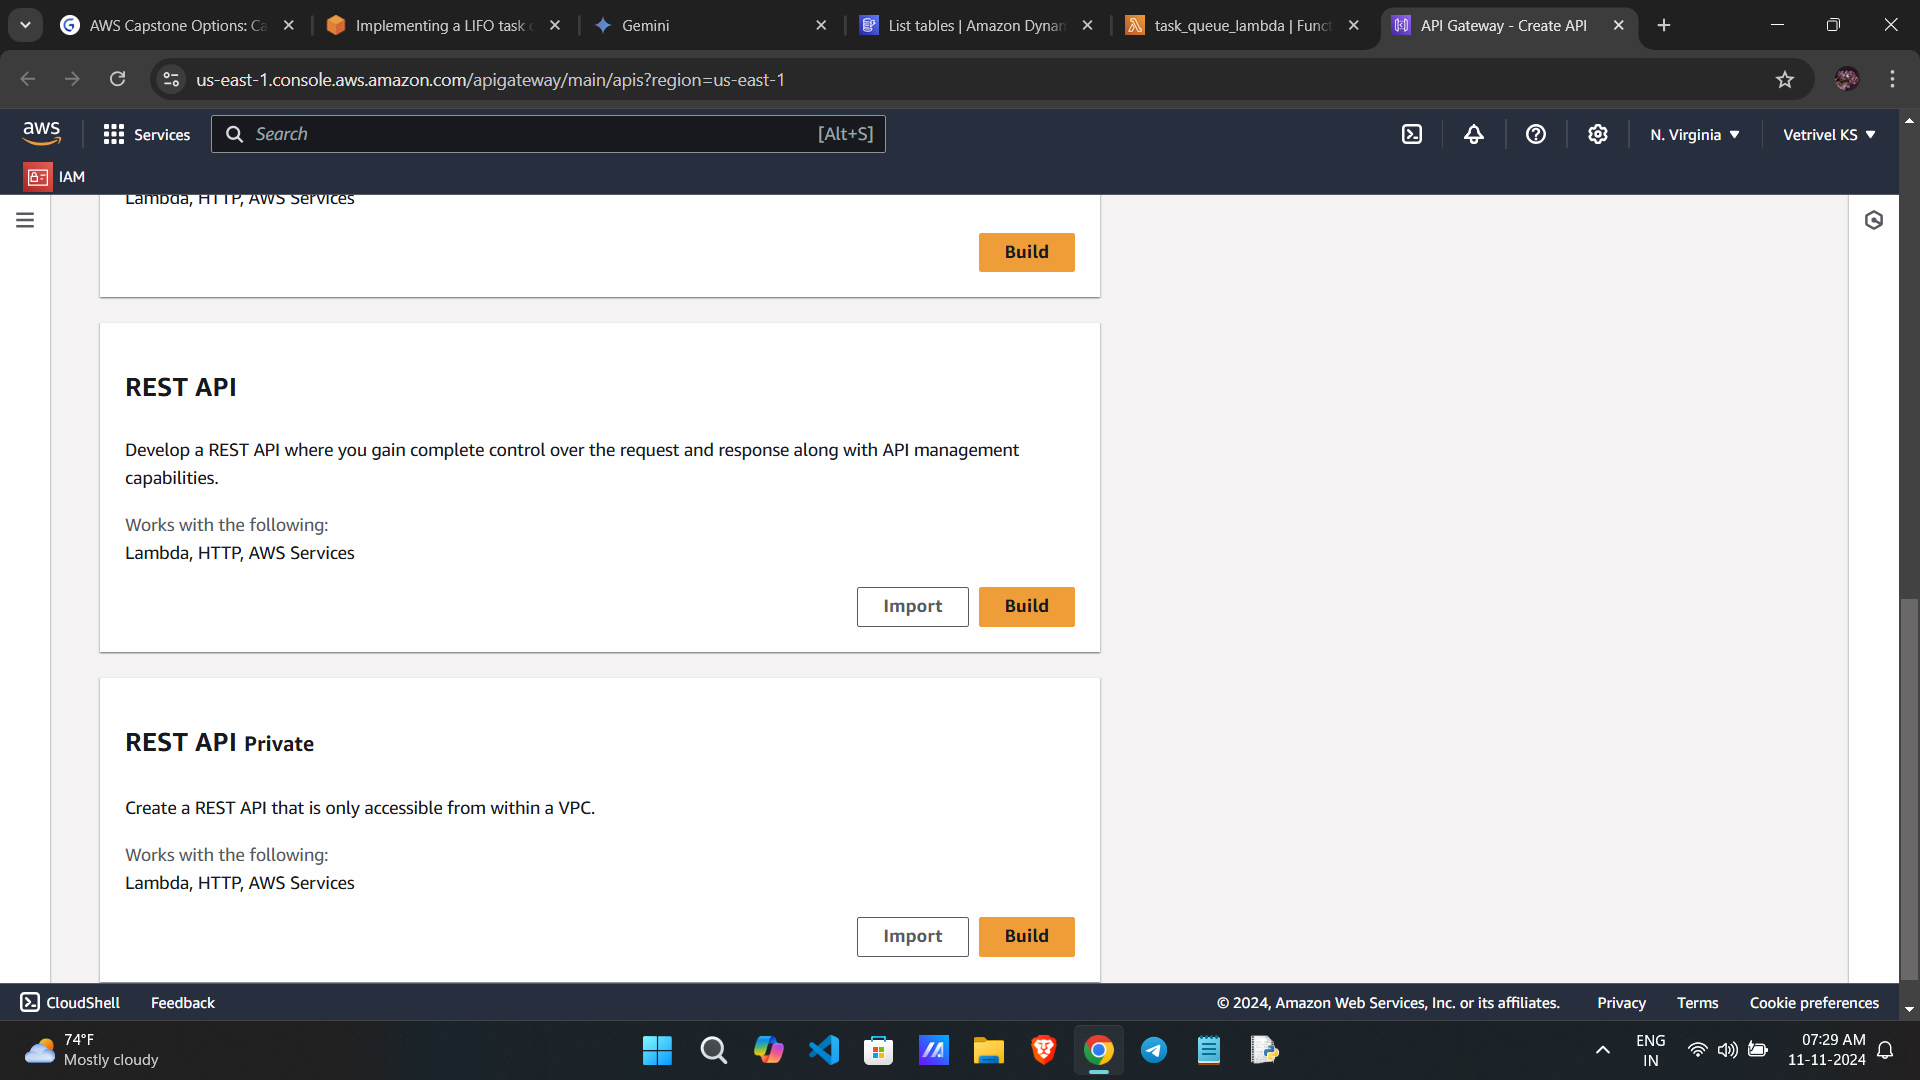 AWS Capstone Options: Ca
Implementing a LIFO task
Gemini
List tables | Amazon Dynam
task_queue_lambda | Funct
API Gateway - Create API
us-east-1.console.aws.amazon.com/apigateway/main/apis?region=us-east-1
aws
Services
Search
[Alt+S]
N. Virginia
Vetrivel KS
IAM
Lambda, HTTP, AWS Services
Build
REST API
Develop a REST API where you gain complete control over the request and response along with API management
capabilities.
Works with the following:
Lambda, HTTP, AWS Services
Import
Build
REST API Private
Create a REST API that is only accessible from within a VPC.
Works with the following:
Lambda, HTTP, AWS Services
Import
Build
CloudShell
Feedback
© 2024, Amazon Web Services, Inc. or its affiliates.
Privacy
Terms
Cookie preferences
74°F
Mostly cloudy
ENG
IN
07:29 AM
11-11-2024